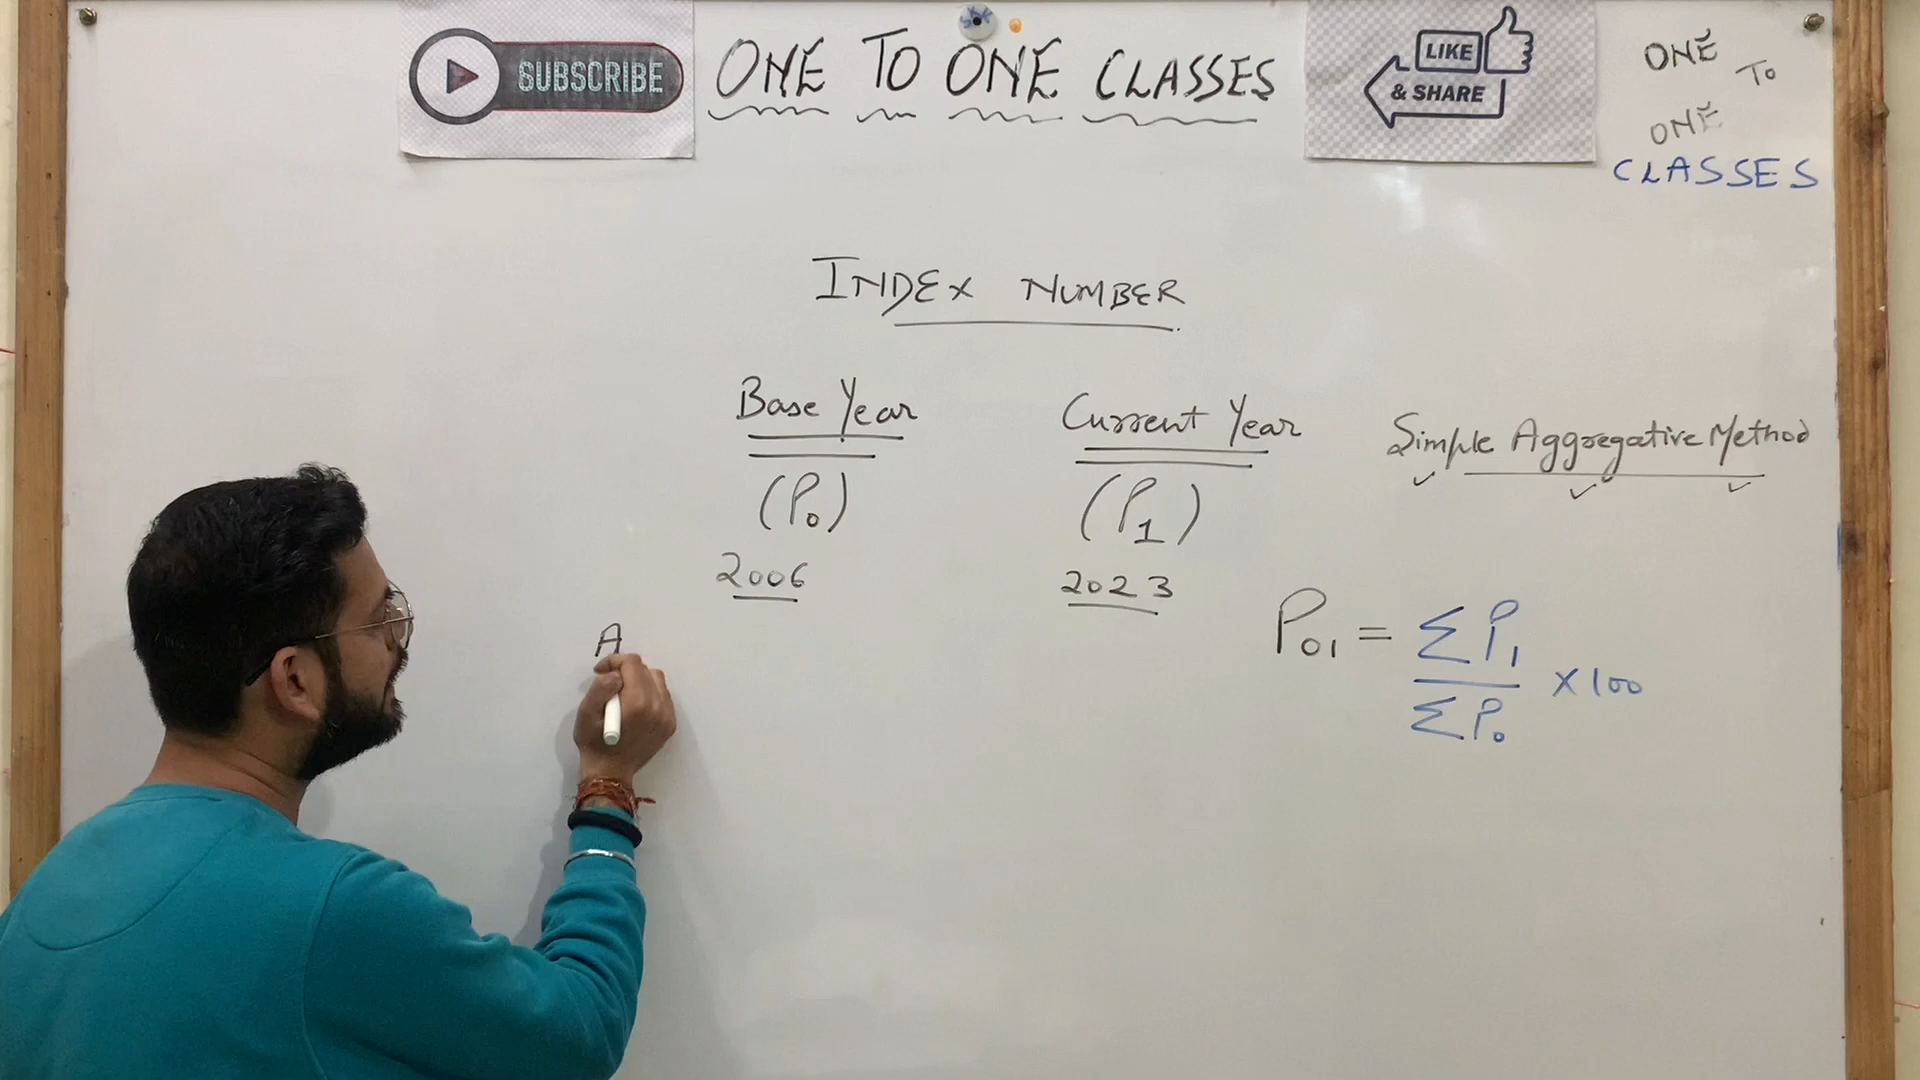 SUBSCRIBE
ONE TO ONE CLASSES
LIKE
& SHARE
ONE
To
ONE
CLASSES
INDEX NUMBER
Base Year
Current Year
Simple Aggregative Method
(P₀)
(P₁)
2006
2023
A
P₀₁ = ΣP₁ / ΣP₀ × 100